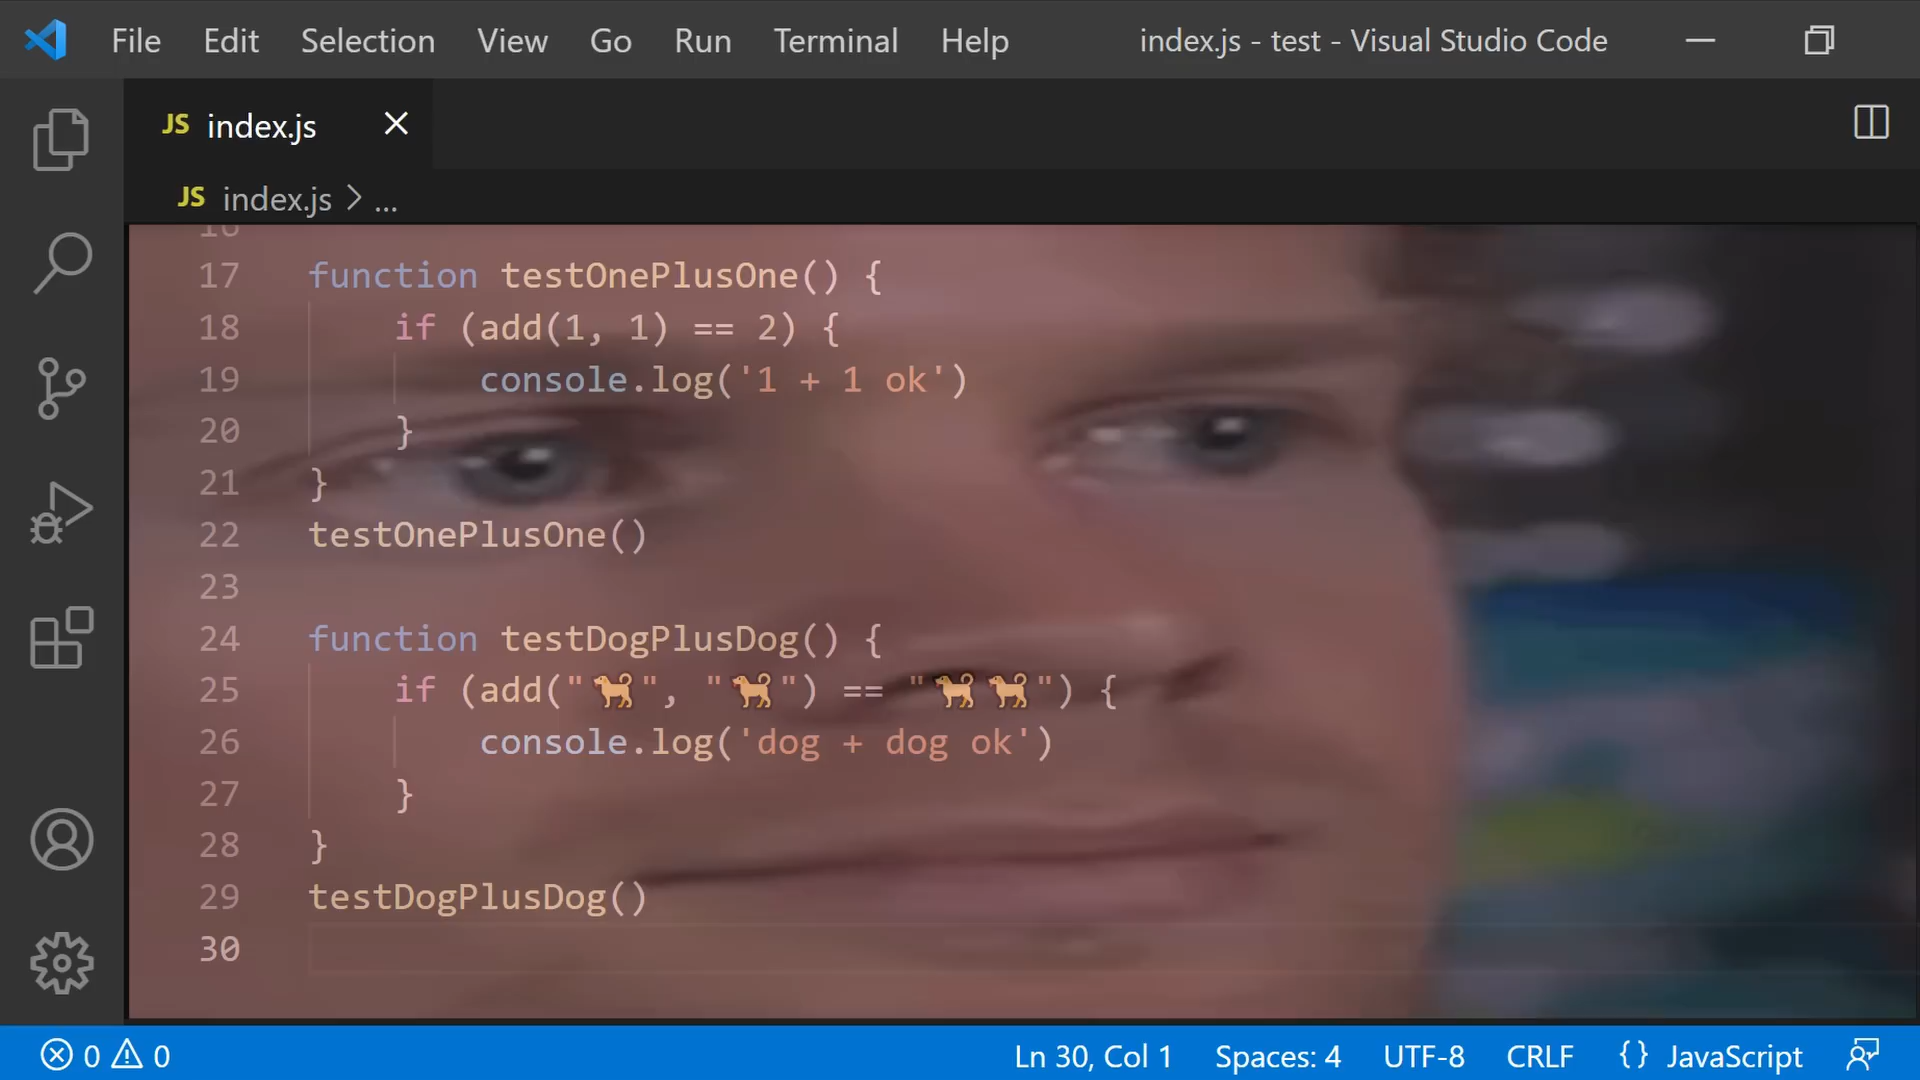 File Edit Selection View Go Run Terminal Help index.js - test - Visual Studio Code
JS index.js
JS index.js > ...
16
17 function testOnePlusOne() {
18 if (add(1, 1) == 2) {
19 console.log('1 + 1 ok')
20 }
21 }
22 testOnePlusOne()
23
24 function testDogPlusDog() {
25 if (add("🐕", "🐕") == "🐕🐕") {
26 console.log('dog + dog ok')
27 }
28 }
29 testDogPlusDog()
30
0 0 Ln 30, Col 1 Spaces: 4 UTF-8 CRLF {} JavaScript